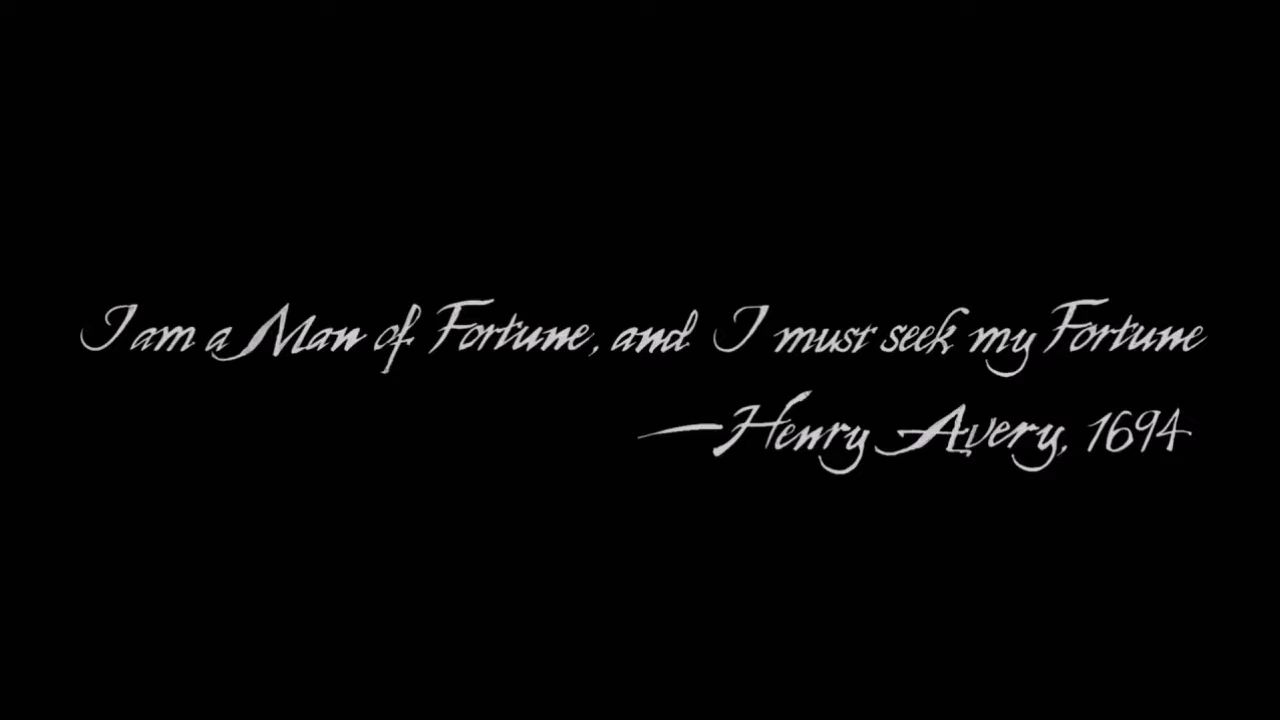 I am a Man of Fortune, and I must seek my Fortune
—Henry Avery, 1694